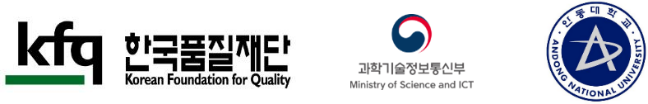 kfq 한국품질재단
Korean Foundation for Quality
과학기술정보통신부
Ministry of Science and ICT
안동대학교
ANDONG NATIONAL UNIVERSITY